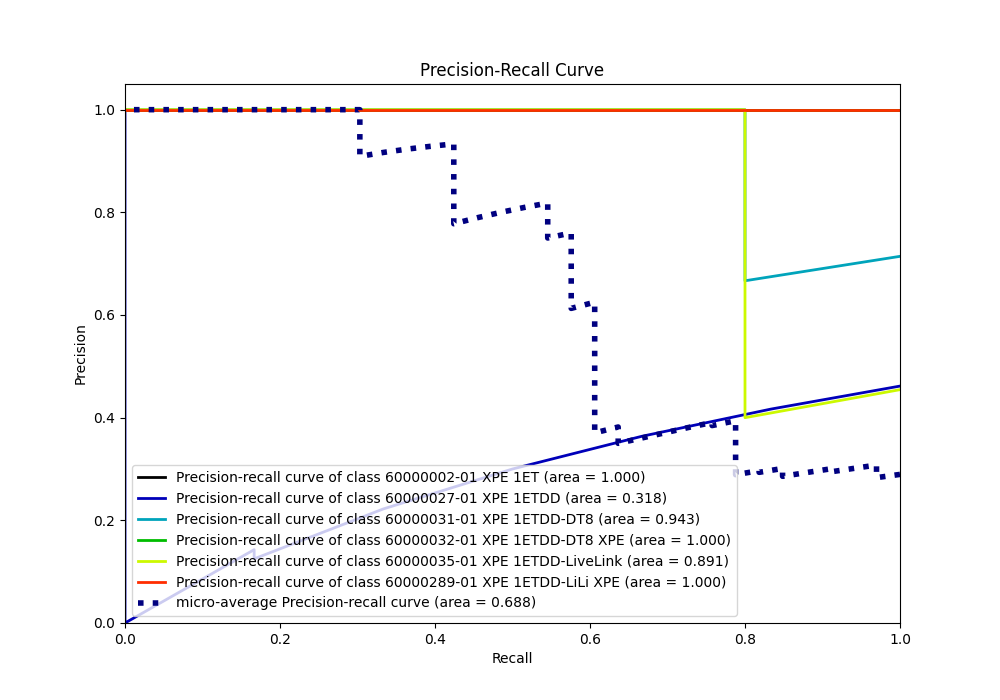 Precision-Recall Curve
1.0
0.8
0.6
0.4
0.2
0.0
Precision
Precision-recall curve of class 60000002-01 XPE 1ET (area = 1.000)
Precision-recall curve of class 60000027-01 XPE 1ETDD (area = 0.318)
Precision-recall curve of class 60000031-01 XPE 1ETDD-DT8 (area = 0.943)
Precision-recall curve of class 60000032-01 XPE 1ETDD-DT8 XPE (area = 1.000)
Precision-recall curve of class 60000035-01 XPE 1ETDD-LiveLink (area = 0.891)
Precision-recall curve of class 60000289-01 XPE 1ETDD-LiLi XPE (area = 1.000)
micro-average Precision-recall curve (area = 0.688)
0.0 0.2 0.4 0.6 0.8 1.0
Recall